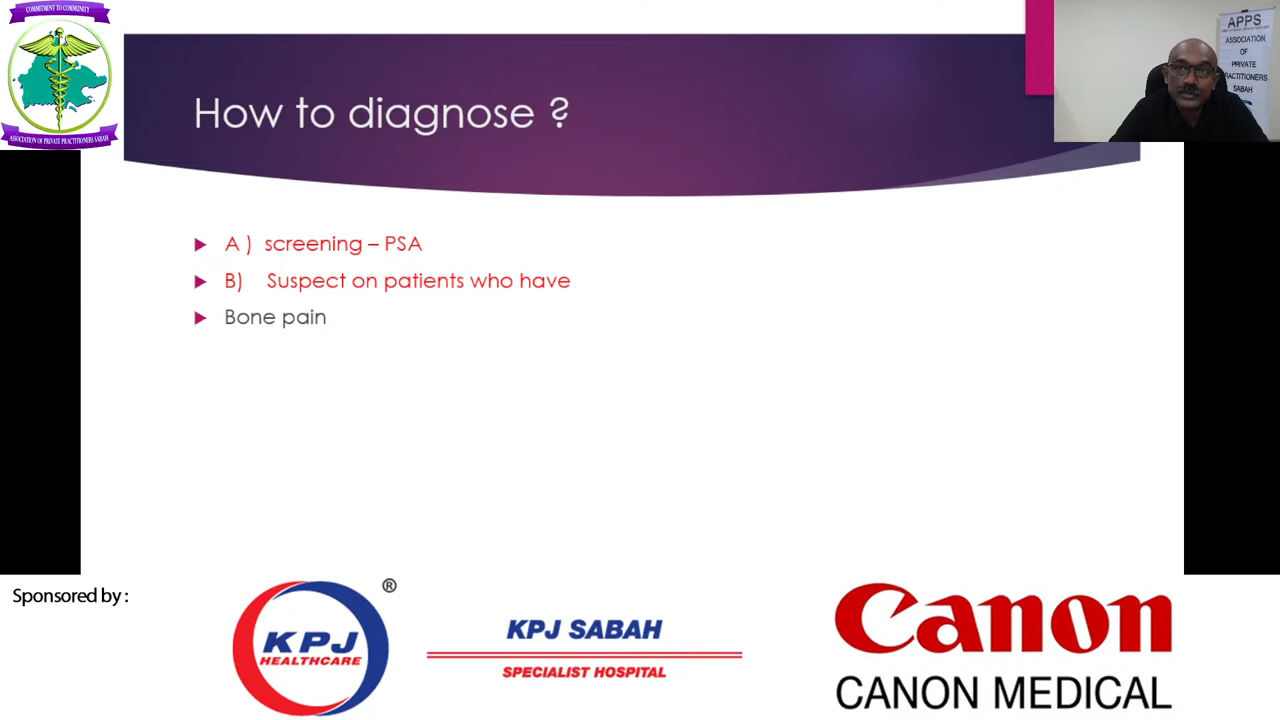 COMMITMENT TO COMMUNITY
ASSOCIATION OF PRIVATE PRACTITIONERS SABAH
How to diagnose ?
A ) screening – PSA
B) Suspect on patients who have
Bone pain
APPS
ASSOCIATION
OF
PRIVATE
PRACTITIONERS
SABAH
Sponsored by :
KPJ
HEALTHCARE
®
KPJ SABAH
SPECIALIST HOSPITAL
Canon
CANON MEDICAL